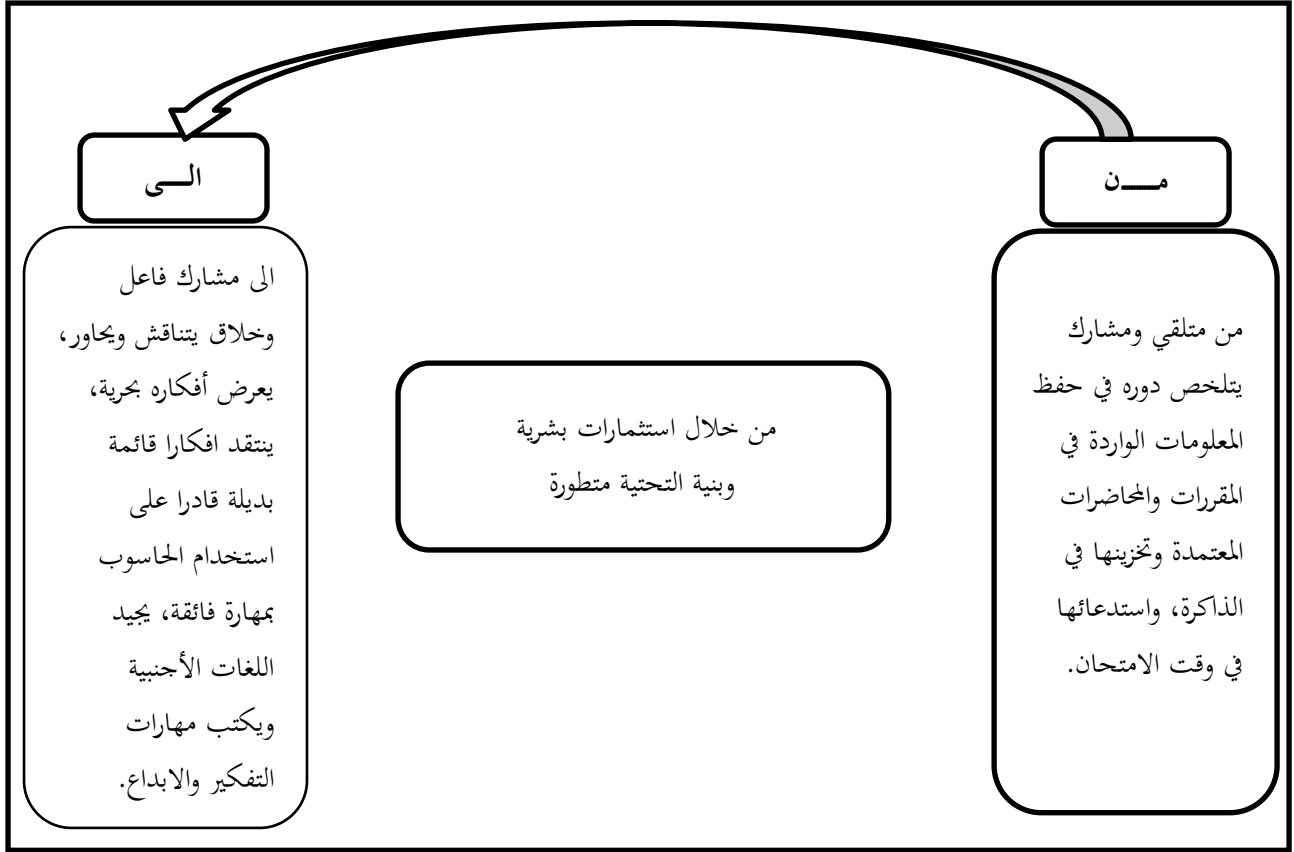 مــــن
من متلقي ومشارك
يتلخص دوره في حفظ
المعلومات الواردة في
المقررات والمحاضرات
المعتمدة وتخزينها في
الذاكرة، واستدعائها
في وقت الامتحان.
من خلال استثمارات بشرية
وبنية التحتية متطورة
الــــى
الى مشارك فاعل
وخلاق يتناقش ويحاور،
يعرض أفكاره بحرية،
ينتقد افكارا قائمة
بديلة قادرا على
استخدام الحاسوب
بمهارة فائقة، يجيد
اللغات الأجنبية
ويكتب مهارات
التفكير والابداع.